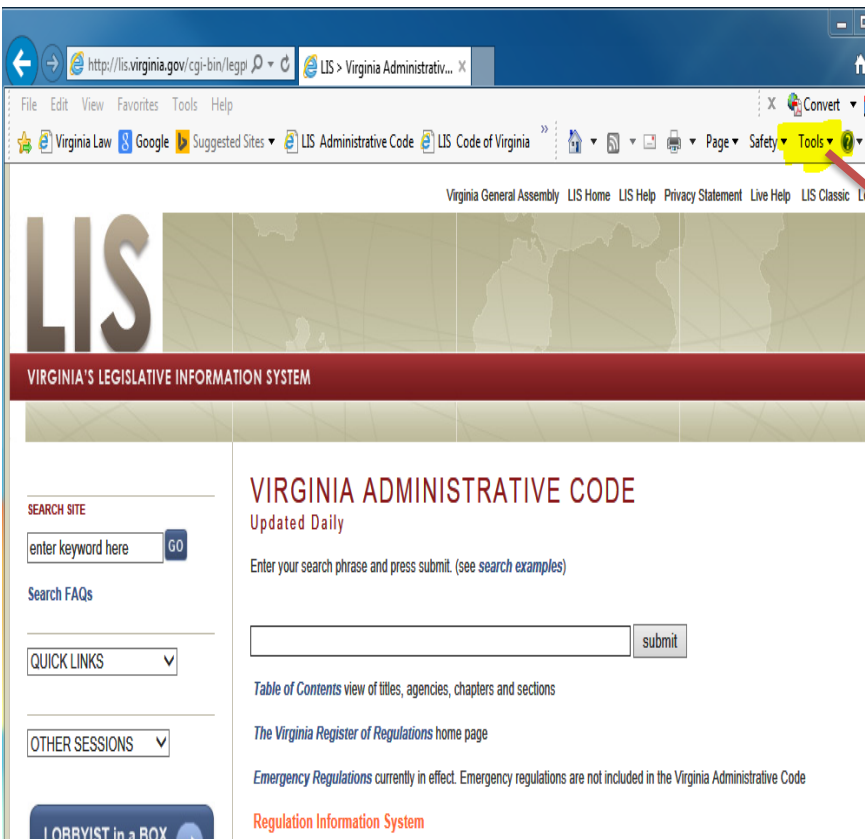 http://lis.virginia.gov/cgi-bin/legp
LIS > Virginia Administrativ...
File Edit View Favorites Tools Help
Convert
Virginia Law Google Suggested Sites LIS Administrative Code LIS Code of Virginia Page Safety Tools
Virginia General Assembly LIS Home LIS Help Privacy Statement Live Help LIS Classic
LIS
VIRGINIA'S LEGISLATIVE INFORMATION SYSTEM
VIRGINIA ADMINISTRATIVE CODE
Updated Daily
Enter your search phrase and press submit. (see search examples)
submit
Table of Contents view of titles, agencies, chapters and sections
The Virginia Register of Regulations home page
Emergency Regulations currently in effect. Emergency regulations are not included in the Virginia Administrative Code
Regulation Information System
SEARCH SITE
enter keyword here GO
Search FAQs
QUICK LINKS
OTHER SESSIONS
LOBBYIST in a BOX